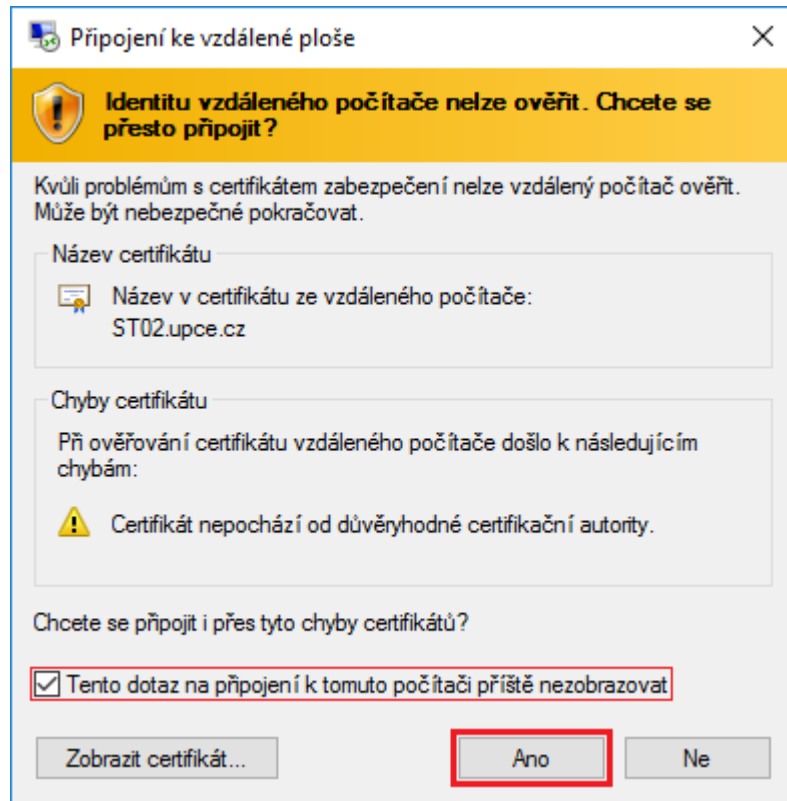 Připojení ke vzdálené ploše
Identitu vzdáleného počítače nelze ověřit. Chcete se
přesto připojit?
Kvůli problémům s certifikátem zabezpečení nelze vzdálený počítač ověřit.
Může být nebezpečné pokračovat.
Název certifikátu
Název v certifikátu ze vzdáleného počítače:
ST02.upce.cz
Chyby certifikátu
Při ověřování certifikátu vzdáleného počítače došlo k následujícím
chybám:
Certifikát nepochází od důvěryhodné certifikační autority.
Chcete se připojit i přes tyto chyby certifikátů?
Tento dotaz na připojení k tomuto počítači příště nezobrazovat
Zobrazit certifikát...
Ano
Ne